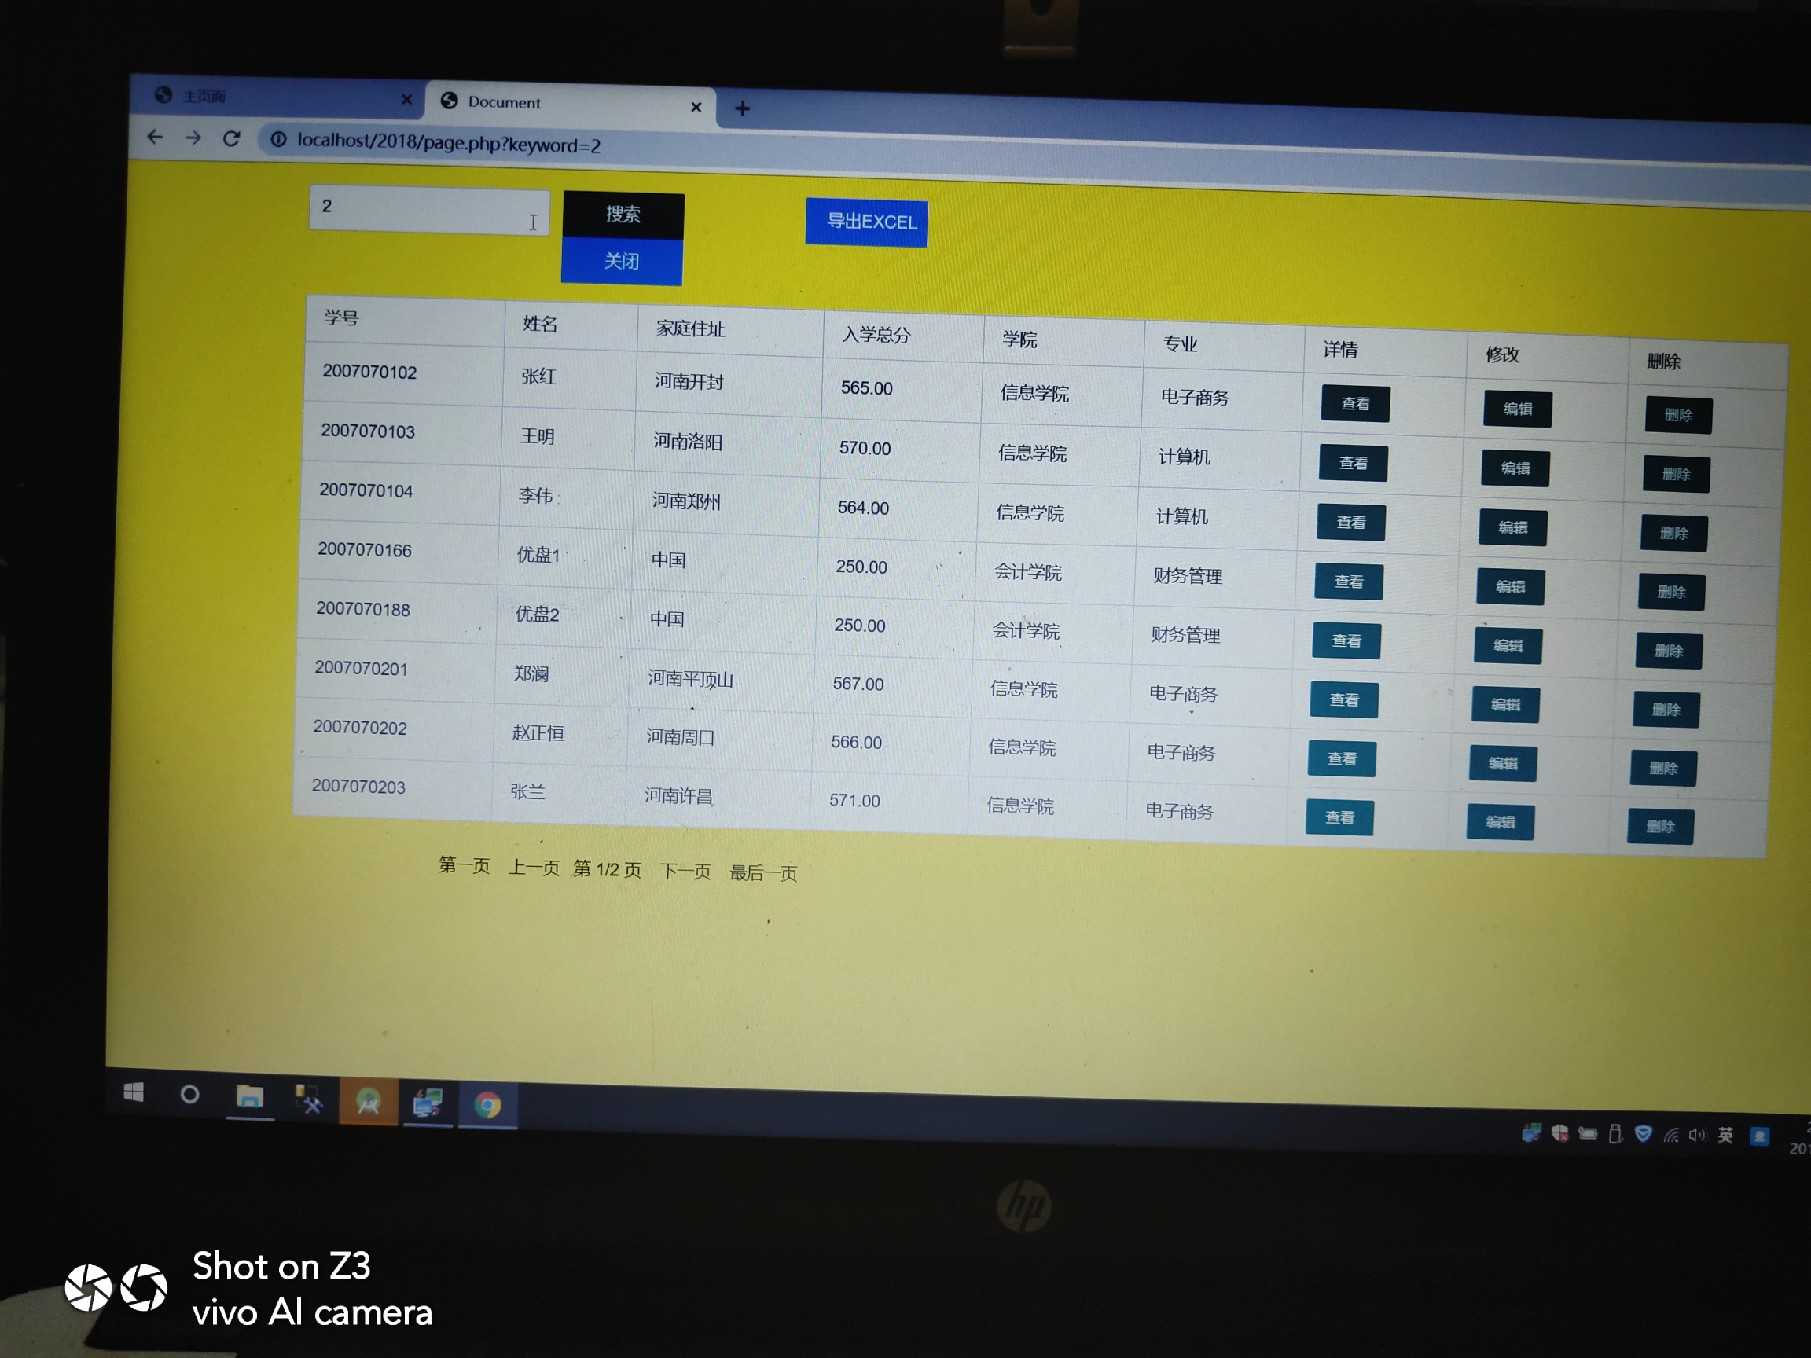 主页面
Document
localhost/2018/page.php?keyword=2
2 搜索 导出EXCEL
关闭
学号 姓名 家庭住址 入学总分 学院 专业 详情 修改 删除
2007070102 张红 河南开封 565.00 信息学院 电子商务 查看 编辑 删除
2007070103 王明 河南洛阳 570.00 信息学院 计算机 查看 编辑 删除
2007070104 李伟 河南郑州 564.00 信息学院 计算机 查看 编辑 删除
2007070166 优盘1 中国 250.00 会计学院 财务管理 查看 编辑 删除
2007070188 优盘2 中国 250.00 会计学院 财务管理 查看 编辑 删除
2007070201 郑澜 河南平顶山 567.00 信息学院 电子商务 查看 编辑 删除
2007070202 赵正恒 河南周口 566.00 信息学院 电子商务 查看 编辑 删除
2007070203 张兰 河南许昌 571.00 信息学院 电子商务 查看 编辑 删除
第一页 上一页 第 1/2 页 下一页 最后一页
英
hp
Shot on Z3
vivo AI camera